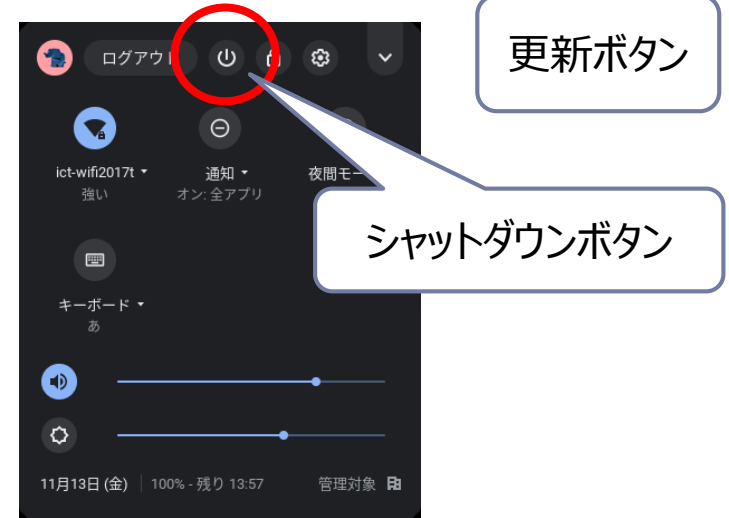 更新ボタン
ログアウト
ict-wifi2017t
強い
通知
オン: 全アプリ
夜間モー
シャットダウンボタン
キーボード
あ
11月13日 (金)
100% - 残り 13:57
管理対象